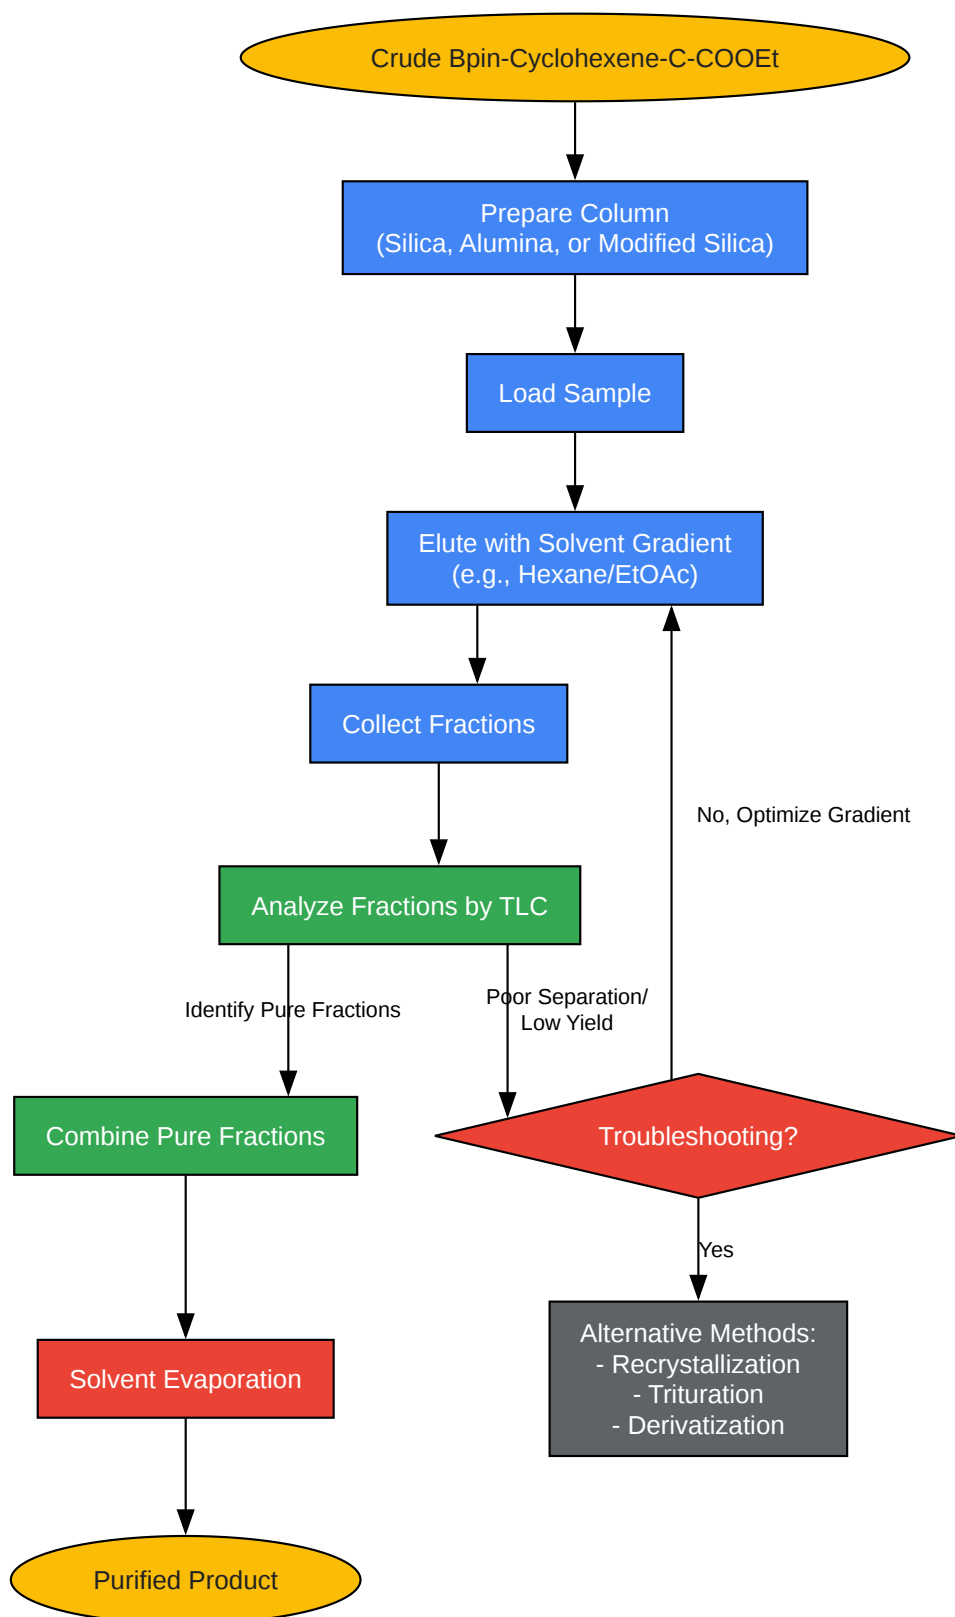 Crude Bpin-Cyclohexene-C-COOEt
Prepare Column
(Silica, Alumina, or Modified Silica)
Load Sample
Elute with Solvent Gradient
(e.g., Hexane/EtOAc)
Collect Fractions
No, Optimize Gradient
Analyze Fractions by TLC
Identify Pure Fractions
Poor Separation/
Low Yield
Combine Pure Fractions
Troubleshooting?
Yes
Solvent Evaporation
Alternative Methods:
- Recrystallization
- Trituration
- Derivatization
Purified Product